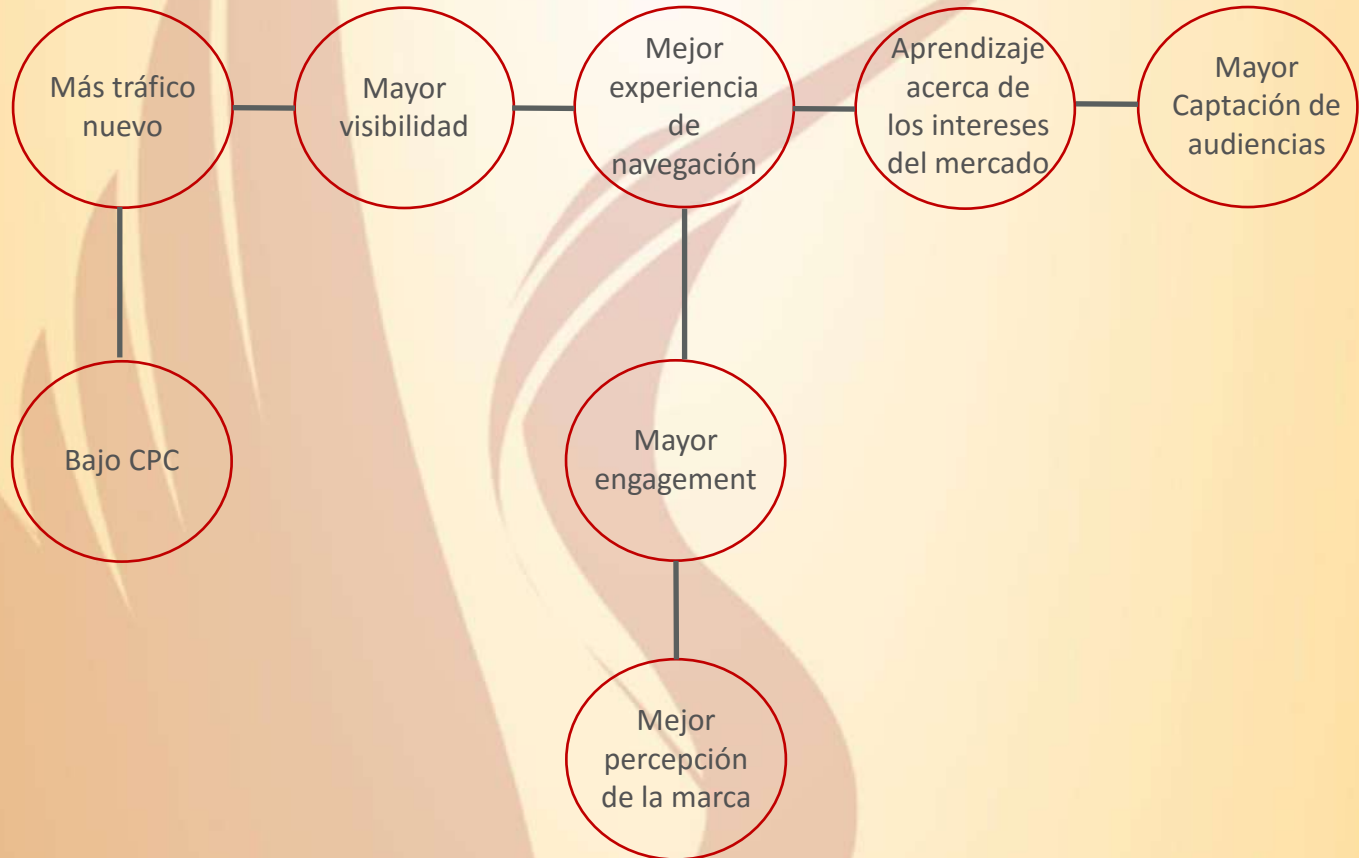 Más tráfico
nuevo
Mayor
visibilidad
Mejor
experiencia
de
navegación
Aprendizaje
acerca de
los intereses
del mercado
Mayor
Captación de
audiencias
Bajo CPC
Mayor
engagement
Mejor
percepción
de la marca